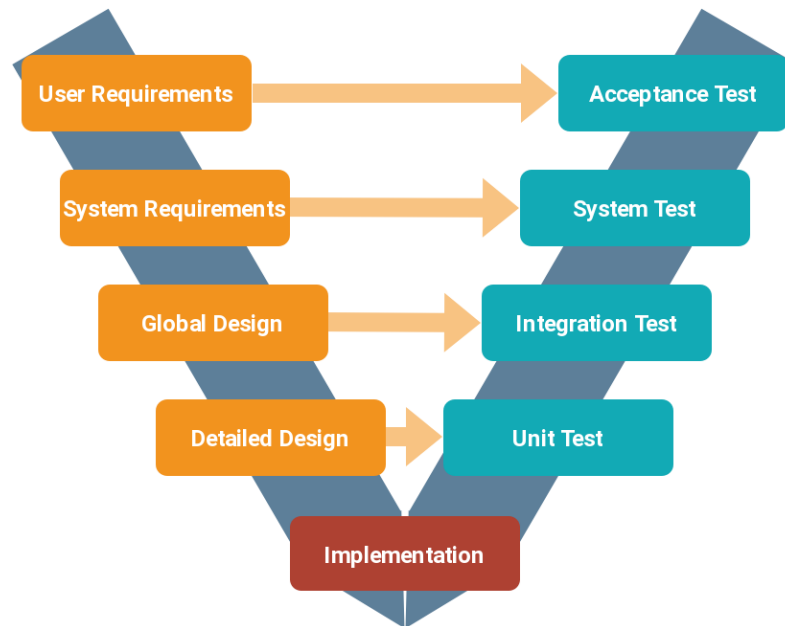 User Requirements
Acceptance Test
System Requirements
System Test
Global Design
Integration Test
Detailed Design
Unit Test
Implementation